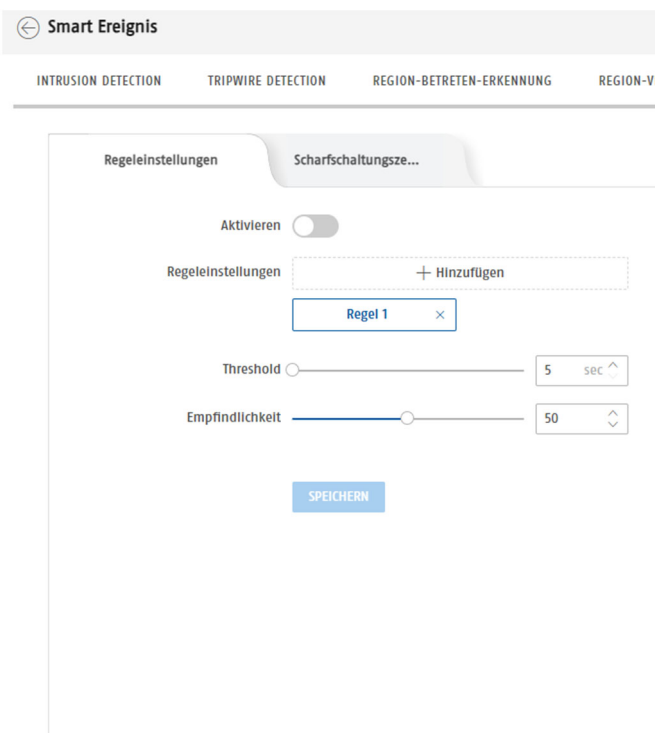 Smart Ereignis
INTRUSION DETECTION TRIPWIRE DETECTION REGION-BETRETEN-ERKENNUNG REGION-V
Regeleinstellungen Scharfschaltungsze...
Aktivieren
Regeleinstellungen + Hinzufügen
Regel 1 ×
Threshold 5 sec
Empfindlichkeit 50
SPEICHERN